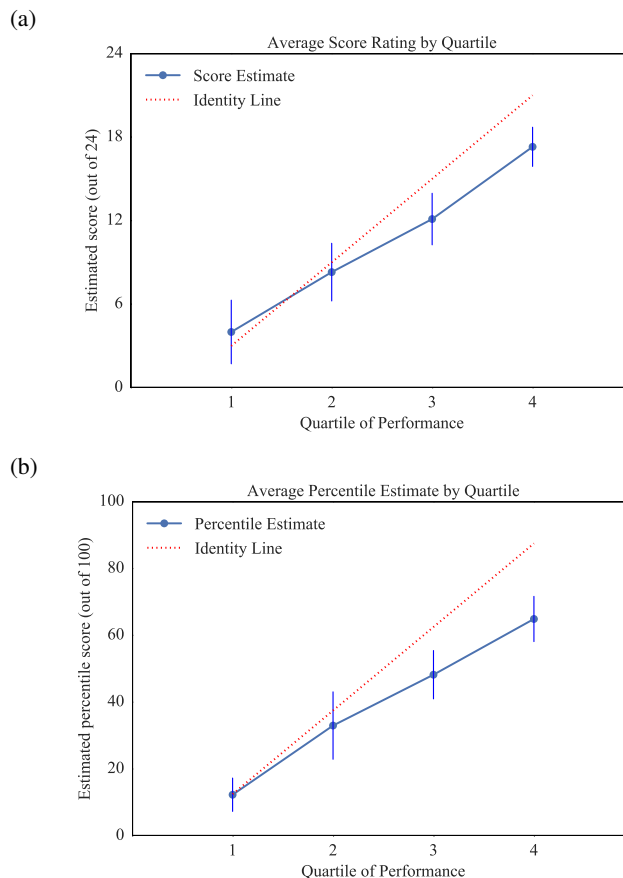 (a)
Average Score Rating by Quartile
24
18
12
6
0
Estimated score (out of 24)
Score Estimate
Identity Line
1 2 3 4
Quartile of Performance
(b)
Average Percentile Estimate by Quartile
100
80
60
40
20
0
Estimated percentile score (out of 100)
Percentile Estimate
Identity Line
1 2 3 4
Quartile of Performance